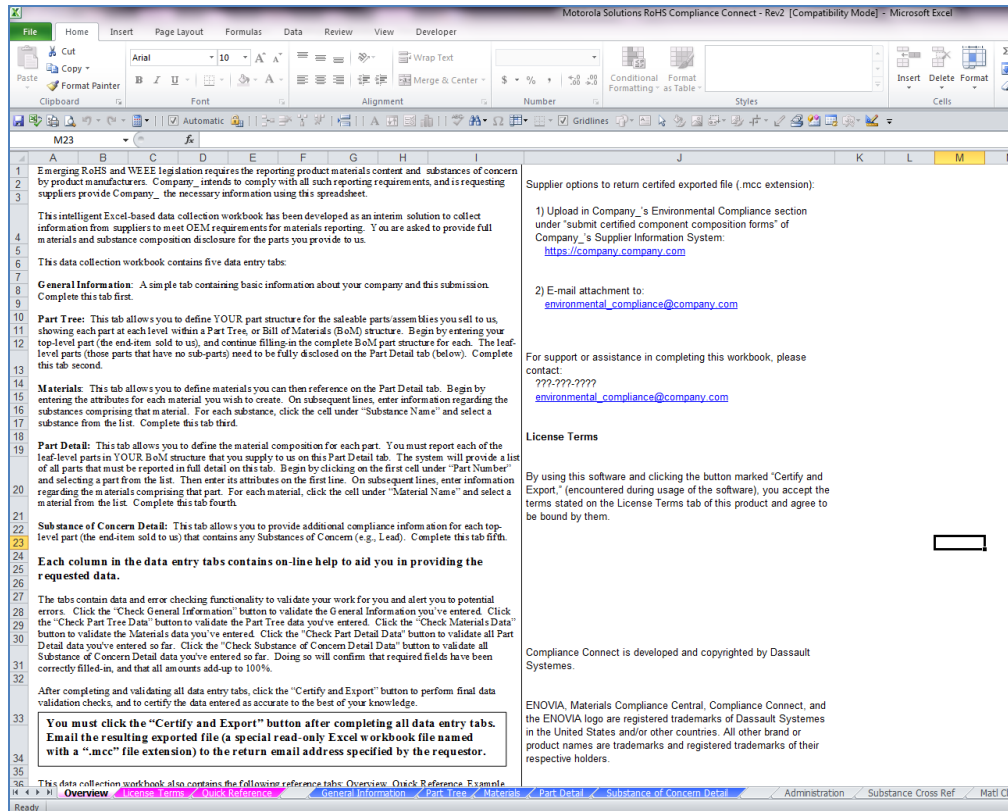 Motorola Solutions RoHS Compliance Connect - Rev2 [Compatibility Mode] - Microsoft Excel
File Home Insert Page Layout Formulas Data Review View Developer
Cut
Copy
Format Painter
Paste
Clipboard
Arial 10
Font
Wrap Text
Merge & Center
Alignment
Number
Conditional Formatting
Format as Table
Styles
Insert Delete Format
Cells
Automatic
Gridlines
M23
fx
A B C D E F G H I J K L M
Emerging RoHS and WEEE legislation requires the reporting product materials content and substances of concern
by product manufacturers. Company_ intends to comply with all such reporting requirements, and is requesting
suppliers provide Company_ the necessary information using this spreadsheet.
This intelligent Excel-based data collection workbook has been developed as an interim solution to collect
information from suppliers to meet OEM requirements for materials reporting. You are asked to provide full
materials and substance composition disclosure for the parts you provide to us.
This data collection workbook contains five data entry tabs:
General Information: A simple tab containing basic information about your company and this submission.
Complete this tab first.
Part Tree: This tab allows you to define YOUR part structure for the saleable parts/assemblies you sell to us,
showing each part at each level within a Part Tree, or Bill of Materials (BoM) structure. Begin by entering your
top-level part (the end-item sold to us), and continue filling-in the complete BoM part structure for each. The leaf-
level parts (those parts that have no sub-parts) need to be fully disclosed on the Part Detail tab (below). Complete
this tab second.
Materials: This tab allows you to define materials you can then reference on the Part Detail tab. Begin by
entering the attributes for each material you wish to create. On subsequent lines, enter information regarding the
substances comprising that material. For each substance, click the cell under “Substance Name” and select a
substance from the list. Complete this tab third.
Part Detail: This tab allows you to define the material composition for each part. You must report each of the
leaf-level parts in YOUR BoM structure that you supply to us on this Part Detail tab. The system will provide a list
of all parts that must be reported in full detail on this tab. Begin by clicking on the first cell under “Part Number”
and selecting a part from the list. Then enter its attributes on the first line. On subsequent lines, enter information
regarding the materials comprising that part. For each material, click the cell under “Material Name” and select a
material from the list. Complete this tab fourth.
Substance of Concern Detail: This tab allows you to provide additional compliance information for each top-
level part (the end-item sold to us) that contains any Substances of Concern (e.g., Lead). Complete this tab fifth.
Each column in the data entry tabs contains on-line help to aid you in providing the
requested data.
The tabs contain data and error checking functionality to validate your work for you and alert you to potential
errors. Click the “Check General Information” button to validate the General Information you’ve entered. Click
the “Check Part Tree Data” button to validate the Part Tree data you've entered. Click the “Check Materials Data”
button to validate the Materials data you’ve entered. Click the "Check Part Detail Data" button to validate all Part
Detail data you've entered so far. Click the “Check Substance of Concern Detail Data” button to validate all
Substance of Concern Detail data you've entered so far. Doing so will confirm that required fields have been
correctly filled-in, and that all amounts add-up to 100%.
After completing and validating all data entry tabs, click the “Certify and Export” button to perform final data
validation checks, and to certify the data entered as accurate to the best of your knowledge.
You must click the “Certify and Export” button after completing all data entry tabs.
Email the resulting exported file (a special read-only Excel workbook file named
with a “.mcc” file extension) to the return email address specified by the requestor.
This data collection workbook also contains the following reference tabs: Overview, Quick Reference, Example
Supplier options to return certifed exported file (.mcc extension):
1) Upload in Company_'s Environmental Compliance section
under “submit certified component composition forms” of
Company_'s Supplier Information System:
https://company.company.com
2) E-mail attachment to:
environmental_compliance@company.com
For support or assistance in completing this workbook, please
contact:
???-???-????
environmental_compliance@company.com
License Terms
By using this software and clicking the button marked “Certify and
Export,” (encountered during usage of the software), you accept the
terms stated on the License Terms tab of this product and agree to
be bound by them.
Compliance Connect is developed and copyrighted by Dassault
Systemes.
ENOVIA, Materials Compliance Central, Compliance Connect, and
the ENOVIA logo are registered trademarks of Dassault Systemes
in the United States and/or other countries. All other brand or
product names are trademarks and registered trademarks of their
respective holders.
Overview License Terms Quick Reference General Information Part Tree Materials Part Detail Substance of Concern Detail Administration Substance Cross Ref
Ready